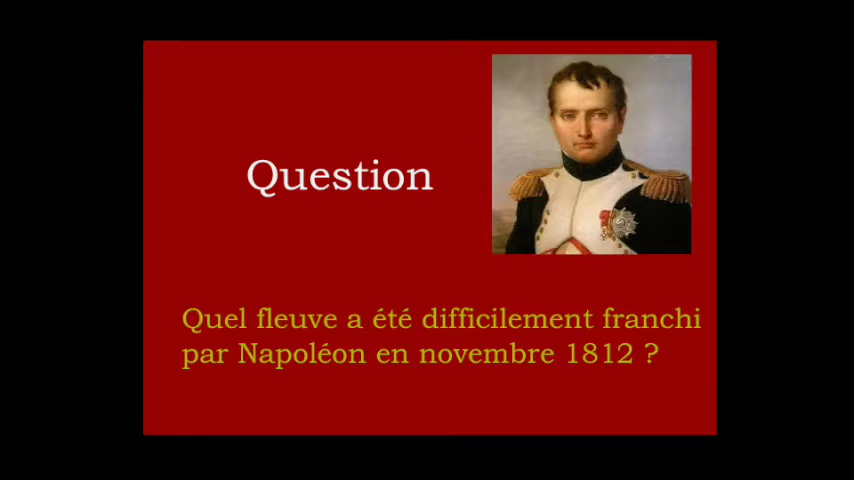 Question
Quel fleuve a été difficilement franchi
par Napoléon en novembre 1812 ?